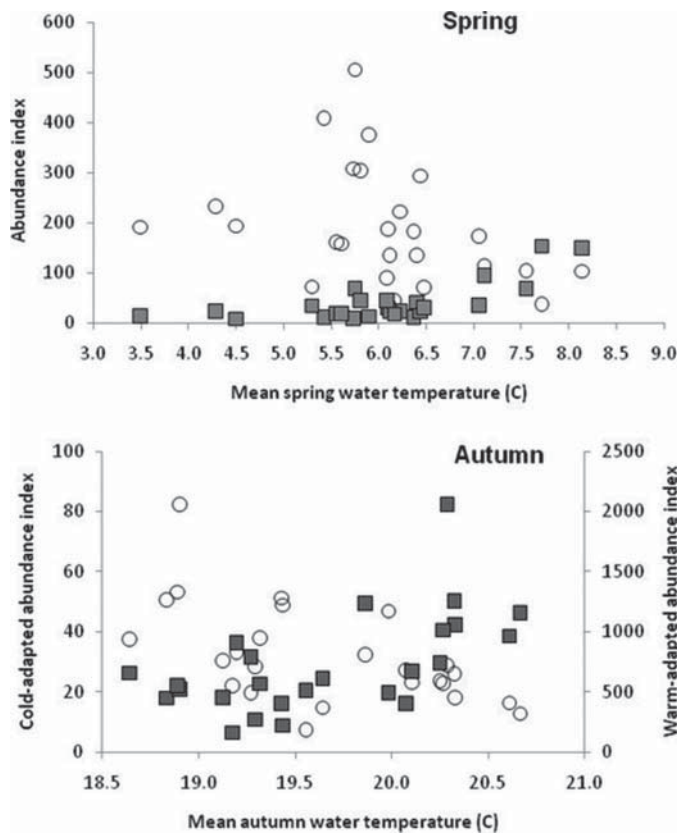 Spring
600
500
400
300
200
100
0
Abundance index
3.0 3.5 4.0 4.5 5.0 5.5 6.0 6.5 7.0 7.5 8.0 8.5 9.0
Mean spring water temperature (C)
Autumn
100
80
60
40
20
0
Cold-adapted abundance index
2500
2000
1500
1000
500
0
Warm-adapted abundance index
18.5 19.0 19.5 20.0 20.5 21.0
Mean autumn water temperature (C)